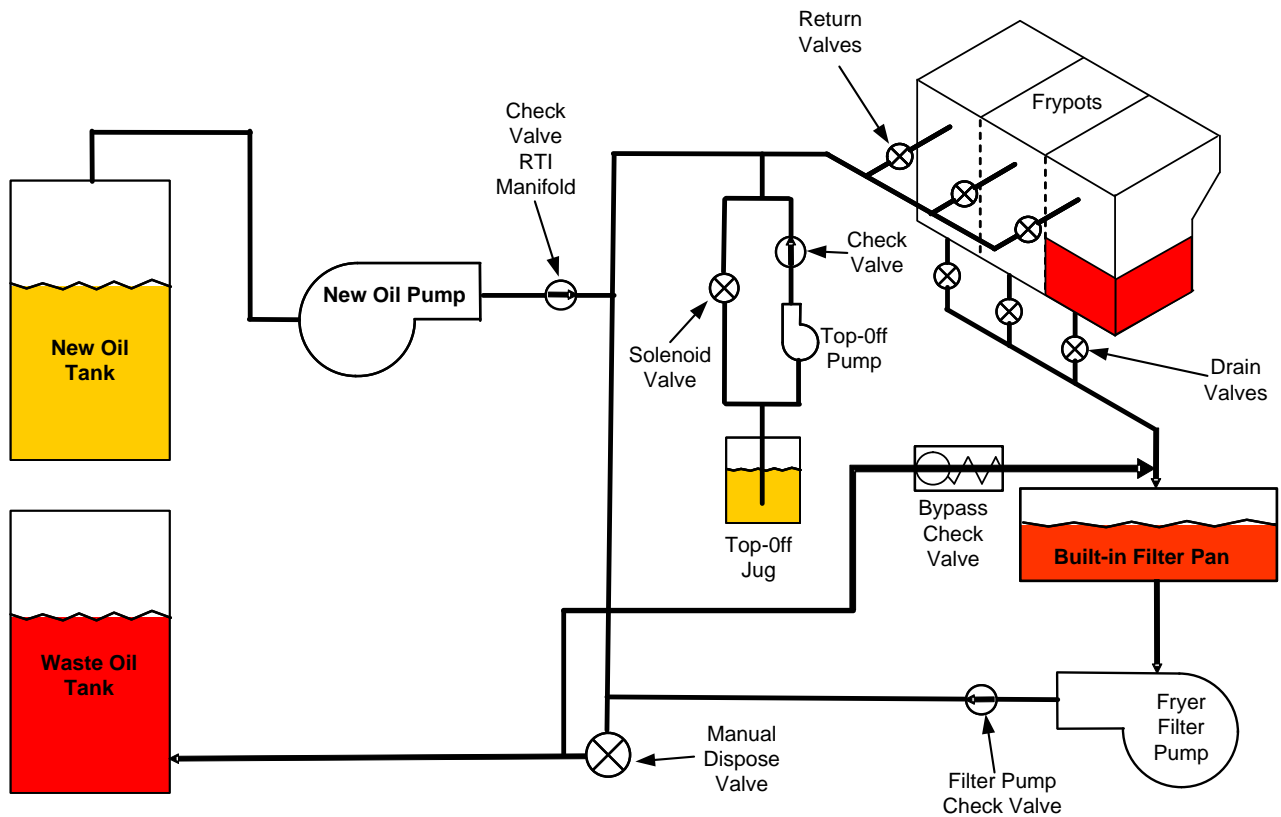 Return
Valves
Check
Valve
RTI
Manifold
Frypots
New Oil Pump
Check
Valve
New Oil
Tank
Solenoid
Valve
Top-0ff
Pump
Drain
Valves
Bypass
Check
Valve
Top-0ff
Jug
Built-in Filter Pan
Waste Oil
Tank
Manual
Dispose
Valve
Fryer
Filter
Pump
Filter Pump
Check Valve